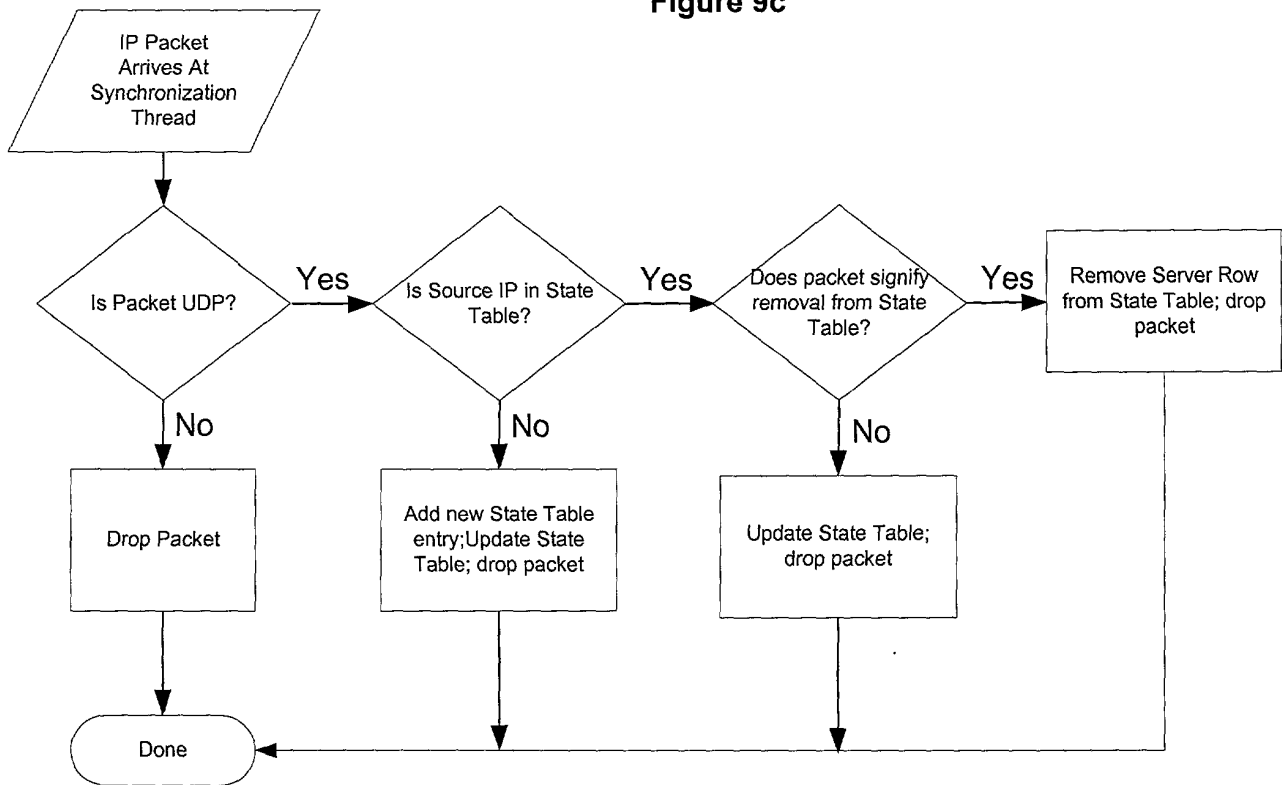 Figure 9c
IP Packet
Arrives At
Synchronization
Thread
Is Packet UDP?
Yes
Is Source IP in State
Table?
Yes
Does packet signify
removal from State
Table?
Yes
Remove Server Row
from State Table; drop
packet
No
No
No
Drop Packet
Add new State Table
entry;Update State
Table; drop packet
Update State Table;
drop packet
Done